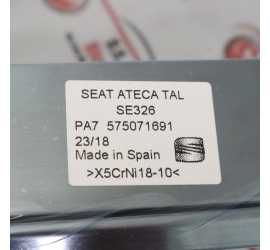 SEAT ATECA TAL
SE326
PA7 575071691
23/18
Made in Spain
>X5CrNi18-10<